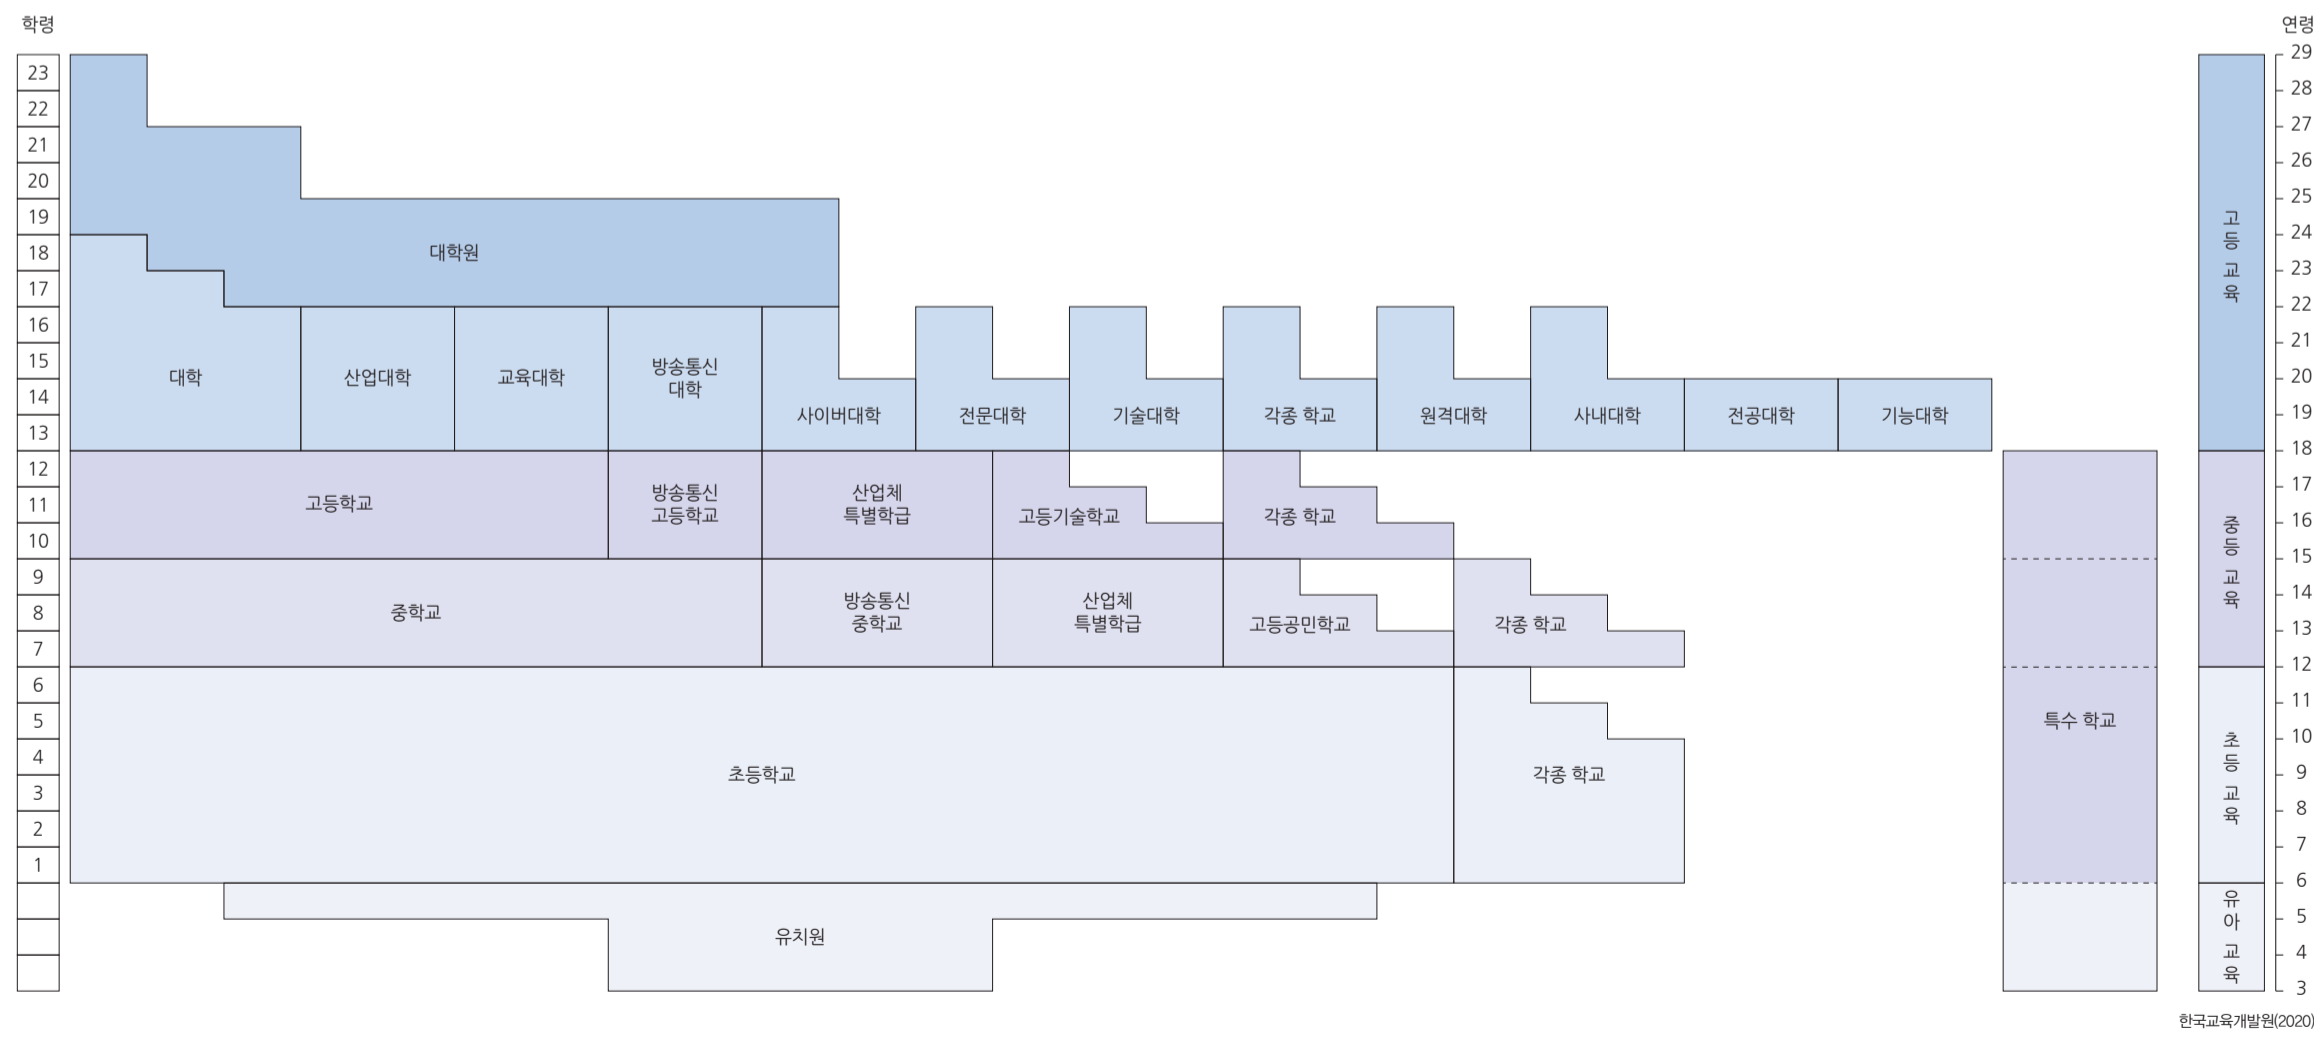 학령
연령
23
22
21
20
19
18
17
16
15
14
13
12
11
10
9
8
7
6
5
4
3
2
1
대학원
대학
산업대학
교육대학
방송통신
대학
사이버대학
전문대학
기술대학
각종 학교
원격대학
사내대학
전공대학
기능대학
고등학교
방송통신
고등학교
산업체
특별학급
고등기술학교
각종 학교
중학교
방송통신
중학교
산업체
특별학급
고등공민학교
각종 학교
초등학교
각종 학교
유치원
특수 학교
고등 교육
중등 교육
초등 교육
유아 교육
29
28
27
26
25
24
23
22
21
20
19
18
17
16
15
14
13
12
11
10
9
8
7
6
5
4
3
한국교육개발원(2020)